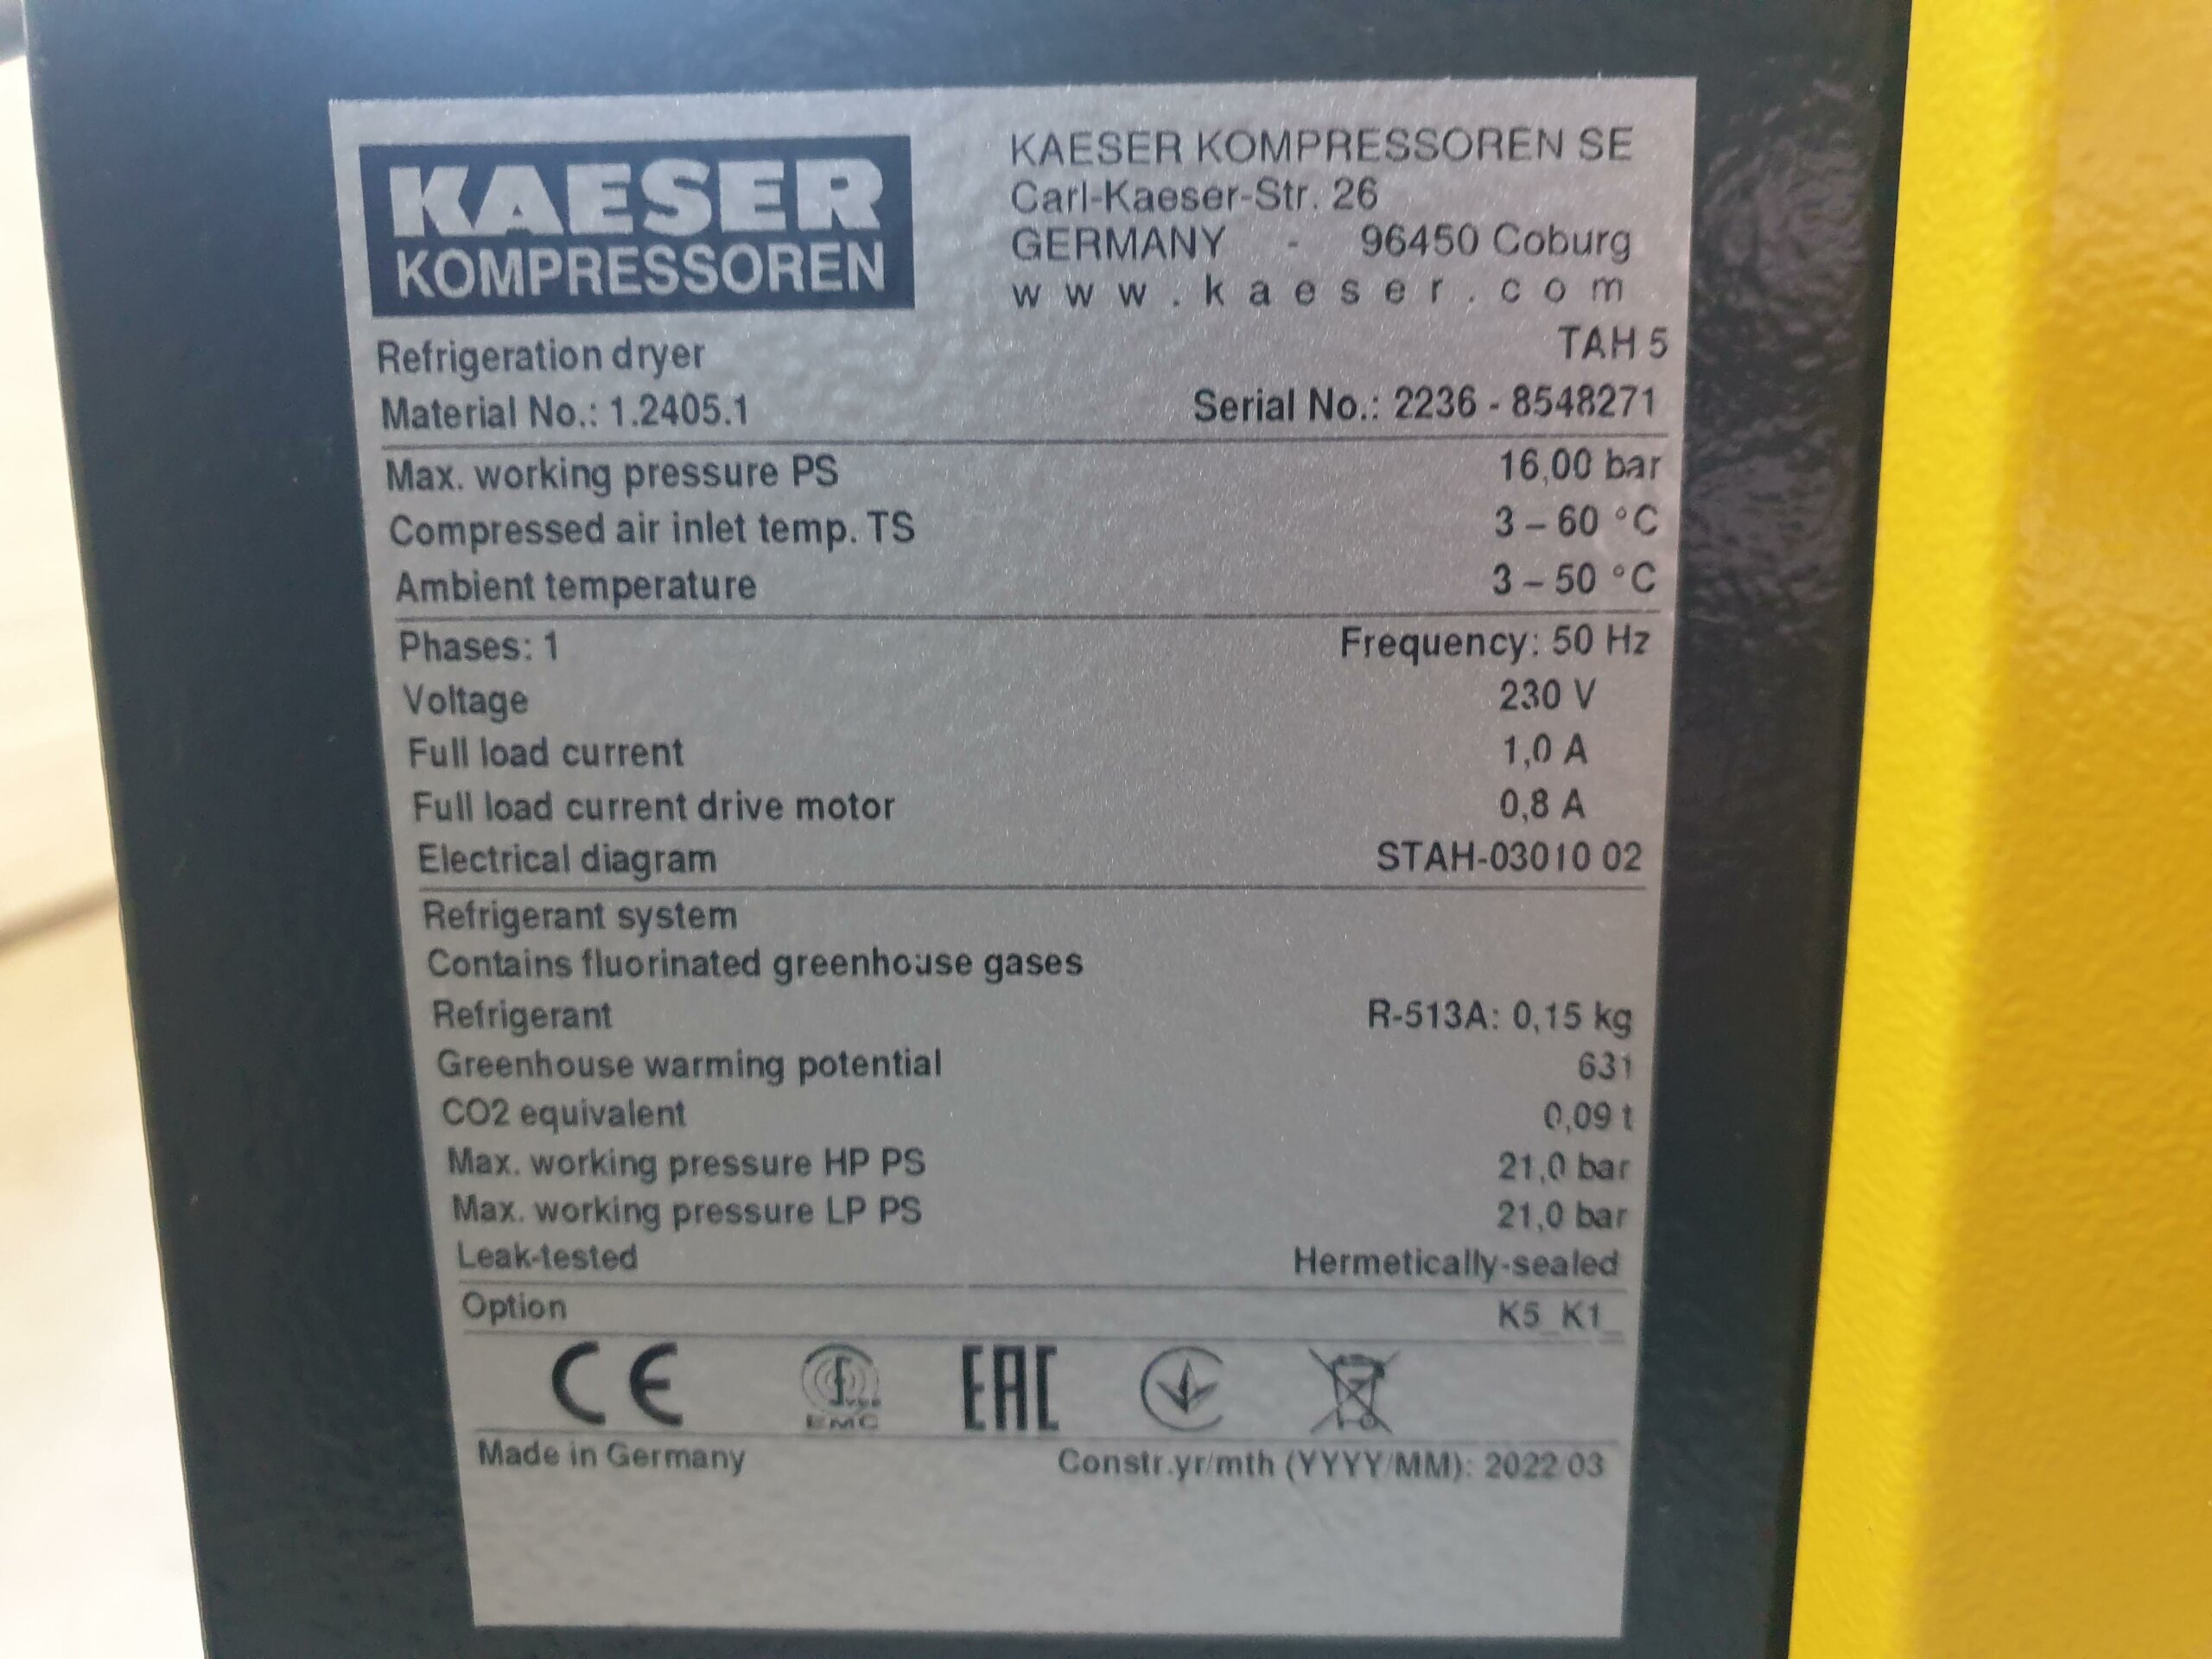 KAESER
KOMPRESSOREN
KAESER KOMPRESSOREN SE
Carl-Kaeser-Str. 26
GERMANY - 96450 Coburg
www.kaeser.com
Refrigeration dryer TAH 5
Material No.: 1.2405.1 Serial No.: 2236 - 8548271
Max. working pressure PS 16,00 bar
Compressed air inlet temp. TS 3 – 60 °C
Ambient temperature 3 – 50 °C
Phases: 1 Frequency: 50 Hz
Voltage 230 V
Full load current 1,0 A
Full load current drive motor 0,8 A
Electrical diagram STAH-03010 02
Refrigerant system
Contains fluorinated greenhouse gases
Refrigerant R-513A: 0,15 kg
Greenhouse warming potential 631
CO2 equivalent 0,09 t
Max. working pressure HP PS 21,0 bar
Max. working pressure LP PS 21,0 bar
Leak-tested Hermetically-sealed
Option K5_K1_
CE EMC EAC
Made in Germany Constr.yr/mth (YYYY/MM): 2022/03